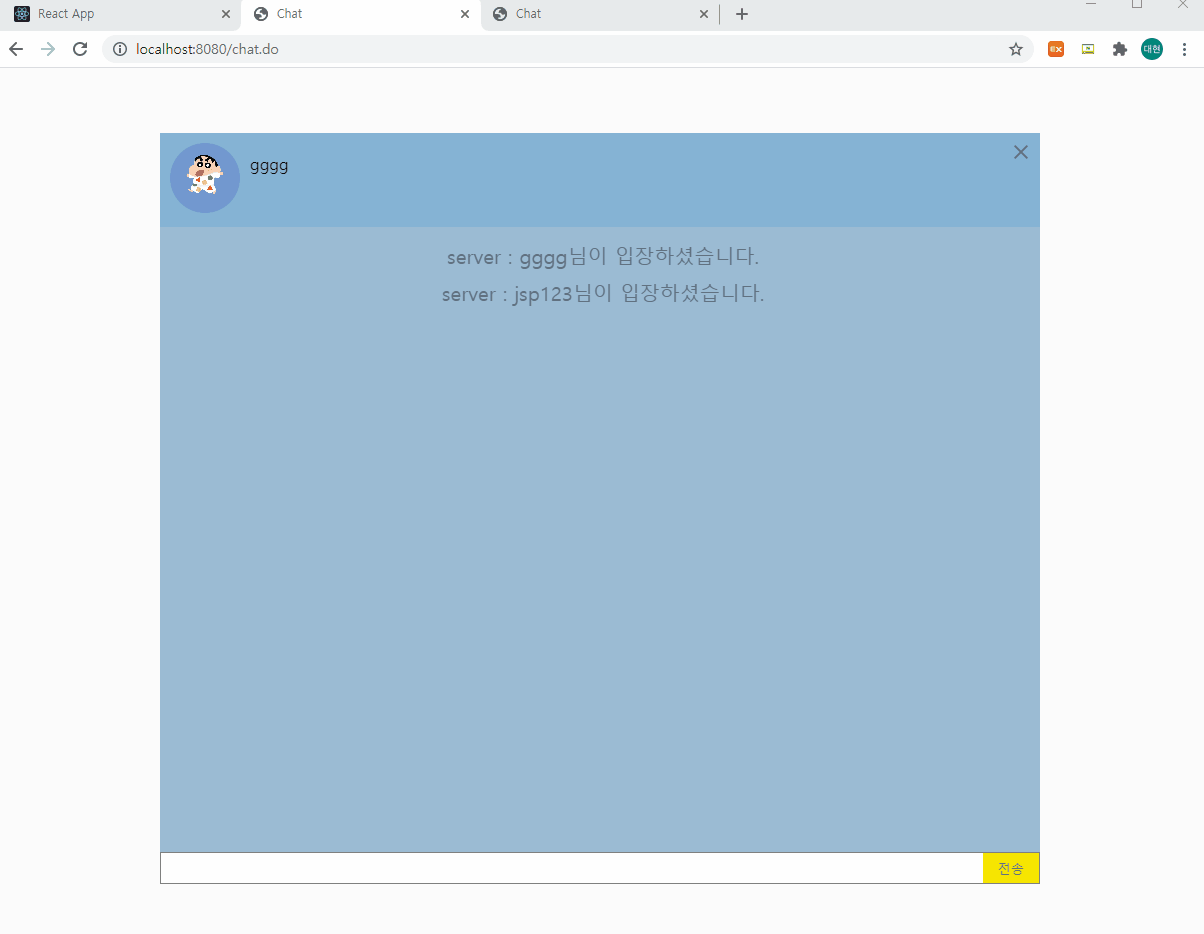 React App
Chat
Chat
localhost:8080/chat.do
대현
gggg
server : gggg님이 입장하셨습니다.
server : jsp123님이 입장하셨습니다.
전송